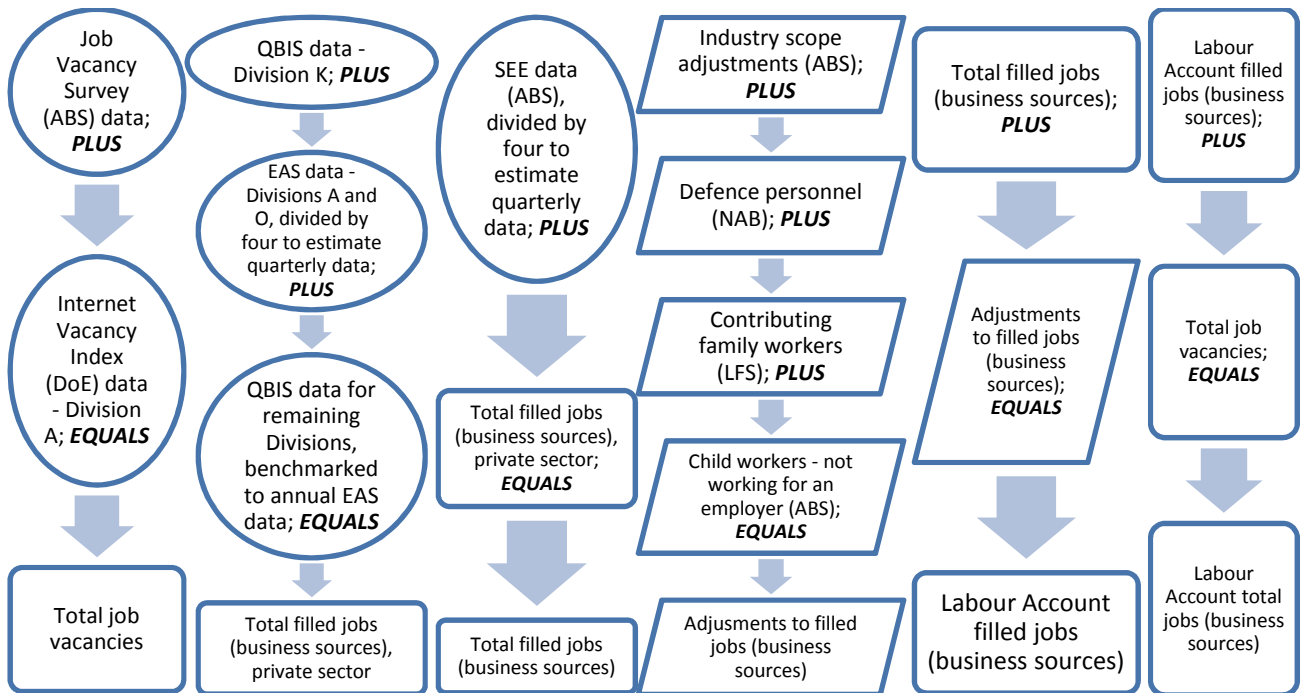 Job
Vacancy
Survey
(ABS) data;
PLUS
Internet
Vacancy
Index
(DoE) data
- Division
A; EQUALS
Total job
vacancies
QBIS data -
Division K; PLUS
EAS data -
Divisions A and
O, divided by
four to estimate
quarterly data;
PLUS
QBIS data for
remaining
Divisions,
benchmarked
to annual EAS
data; EQUALS
Total filled jobs
(business sources),
private sector
SEE data
(ABS),
divided by
four to
estimate
quarterly
data; PLUS
Total filled jobs
(business sources),
private sector;
EQUALS
Total filled jobs
(business sources)
Industry scope
adjustments (ABS);
PLUS
Defence personnel
(NAB); PLUS
Contributing
family workers
(LFS); PLUS
Child workers - not
working for an
employer (ABS);
EQUALS
Adjusments to filled
jobs (business
sources)
Total filled jobs
(business sources);
PLUS
Adjustments
to filled jobs
(business
sources);
EQUALS
Labour Account
filled jobs
(business sources)
Labour
Account filled
jobs (business
sources);
PLUS
Total job
vacancies;
EQUALS
Labour
Account total
jobs (business
sources)